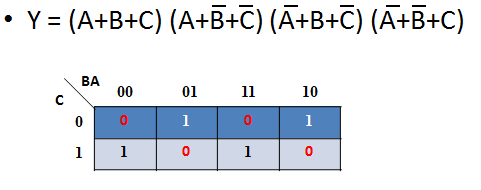 • Y = (A+B+C) (A+B̅+C̅) (A̅+B+C̅) (A̅+B̅+C)
BA
C 00 01 11 10
0 0 1 0 1
1 1 0 1 0